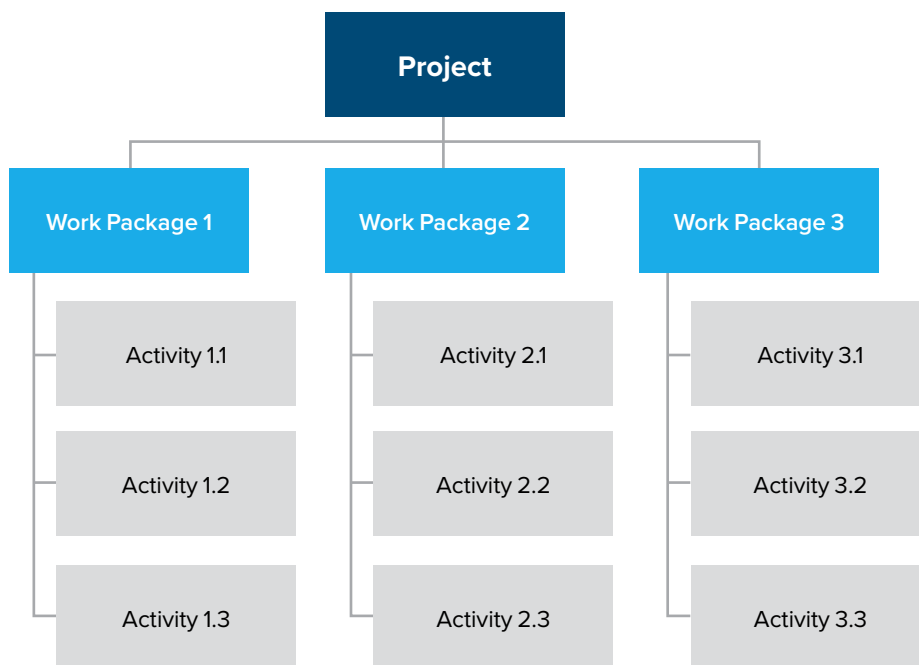 Project
Work Package 1
Work Package 2
Work Package 3
Activity 1.1
Activity 2.1
Activity 3.1
Activity 1.2
Activity 2.2
Activity 3.2
Activity 1.3
Activity 2.3
Activity 3.3